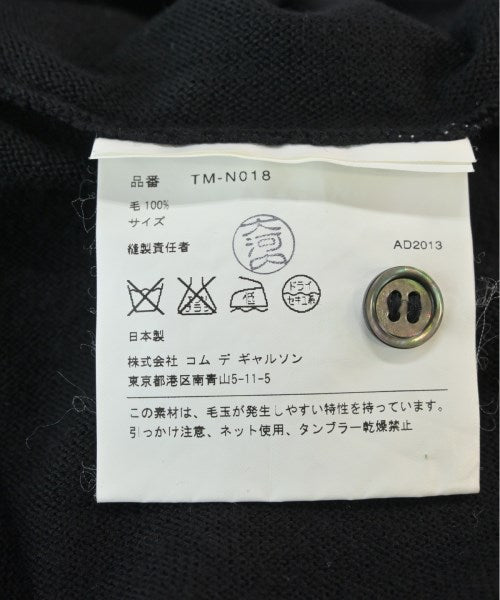 品番 TM-N018
毛 100%
サイズ
縫製責任者
AD2013
低
ドライ
セキユ系
日本製
株式会社 コム デ ギャルソン
東京都港区南青山5-11-5
この素材は、毛玉が発生しやすい特性を持っています。
引っかけ注意、ネット使用、タンブラー乾燥禁止